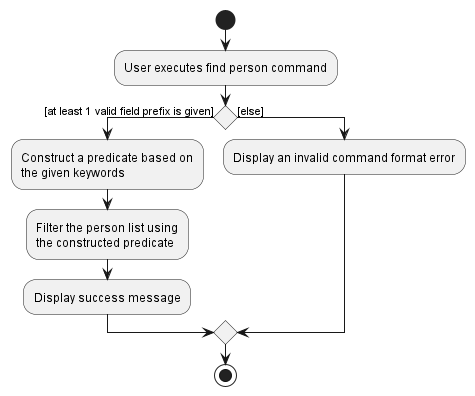 User executes find person command
[at least 1 valid field prefix is given]
[else]
Construct a predicate based on
the given keywords
Display an invalid command format error
Filter the person list using
the constructed predicate
Display success message